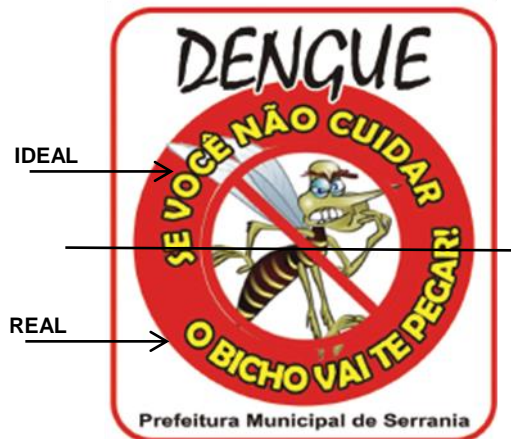 DENGUE
IDEAL
SE VOCÊ NÃO CUIDAR
O BICHO VAI TE PEGAR!
REAL
Prefeitura Municipal de Serrania